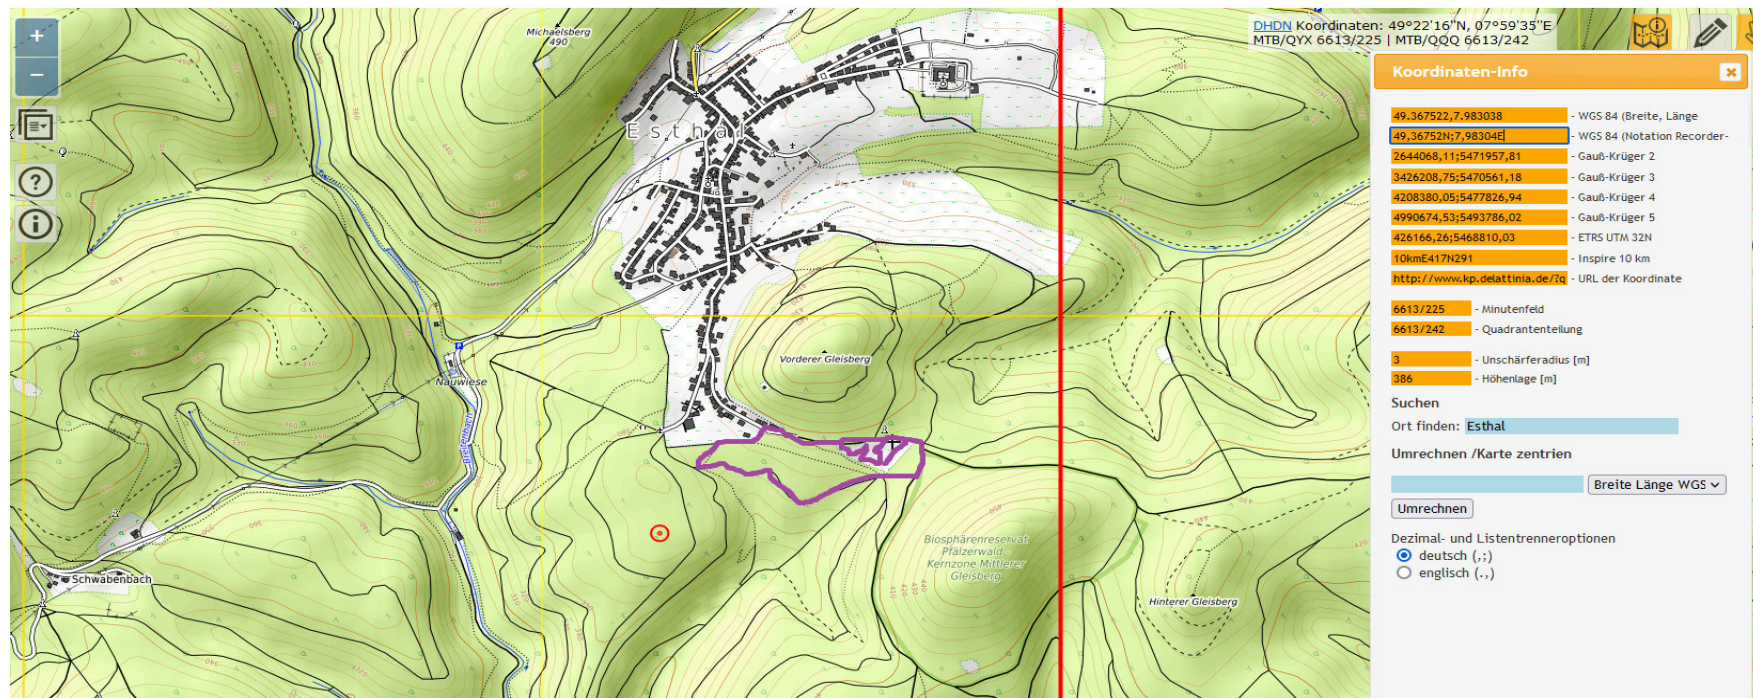 +
−
?
i
Michaelsberg
490
Esthal
Vorderer Gleisberg
Nauwiese
Breitenbach
Schwabenbach
Biosphärenreservat
Pfälzerwald -
Kernzone Mittlerer
Gleisberg
Hinterer Gleisberg
DHDN Koordinaten: 49°22'16"N, 07°59'35"E
MTB/QYX 6613/225 | MTB/QQQ 6613/242
Koordinaten-Info
49.367522,7.983038 - WGS 84 (Breite, Länge
49,36752N;7,98304E - WGS 84 (Notation Recorder-
2644068,11;5471957,81 - Gauß-Krüger 2
3426208,75;5470561,18 - Gauß-Krüger 3
4208380,05;5477826,94 - Gauß-Krüger 4
4990674,53;5493786,02 - Gauß-Krüger 5
426166,26;5468810,03 - ETRS UTM 32N
10kmE417N291 - Inspire 10 km
http://www.kp.delattinia.de/?q - URL der Koordinate
6613/225 - Minutenfeld
6613/242 - Quadrantenteilung
3 - Unschärferadius [m]
386 - Höhenlage [m]
Suchen
Ort finden: Esthal
Umrechnen /Karte zentrien
Breite Länge WGS
Umrechnen
Dezimal- und Listentrenneroptionen
deutsch (,;)
englisch (.,)